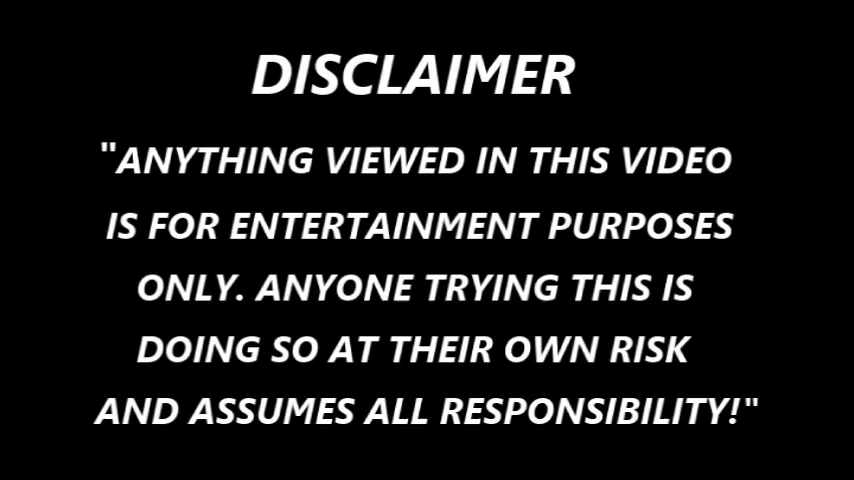 DISCLAIMER
"ANYTHING VIEWED IN THIS VIDEO
IS FOR ENTERTAINMENT PURPOSES
ONLY. ANYONE TRYING THIS IS
DOING SO AT THEIR OWN RISK
AND ASSUMES ALL RESPONSIBILITY!"